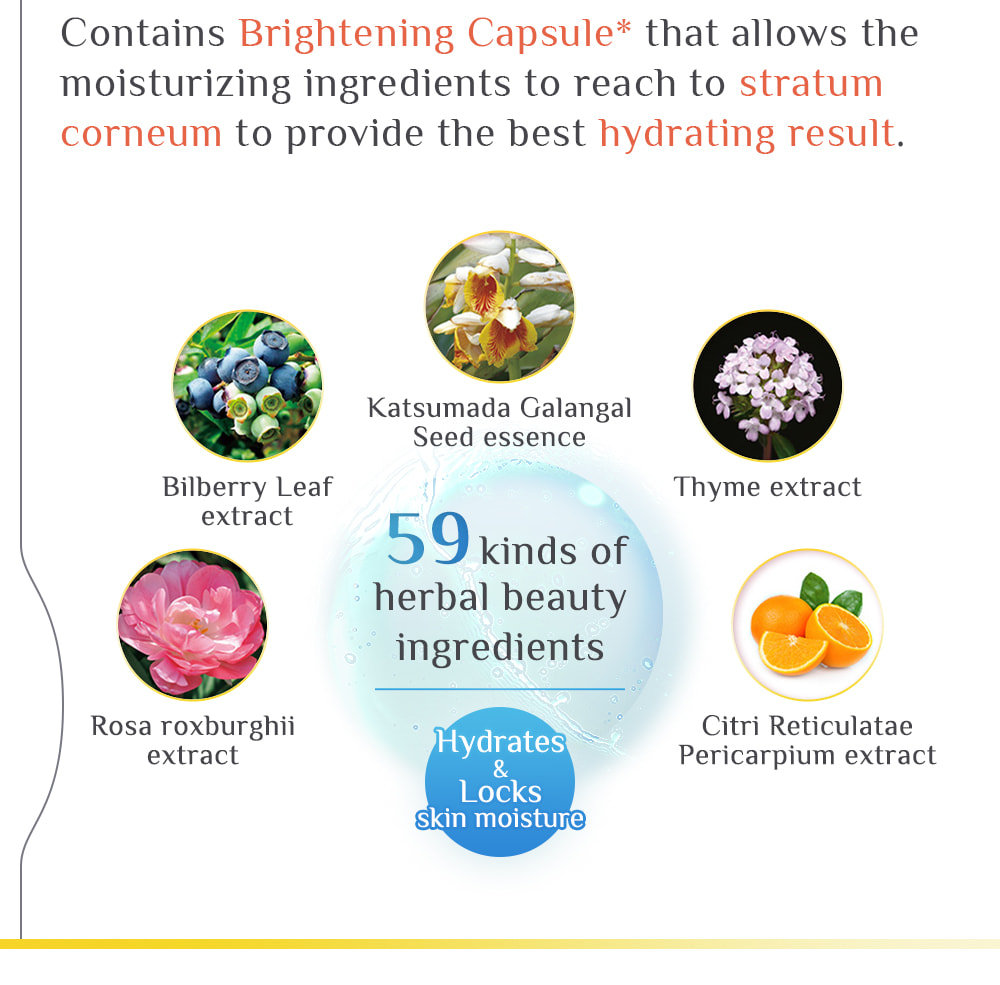 Contains Brightening Capsule* that allows the
moisturizing ingredients to reach to stratum
corneum to provide the best hydrating result.
Katsumada Galangal
Seed essence
Bilberry Leaf
extract
Thyme extract
59 kinds of
herbal beauty
ingredients
Rosa roxburghii
extract
Citri Reticulatae
Pericarpium extract
Hydrates
&
Locks
skin moisture